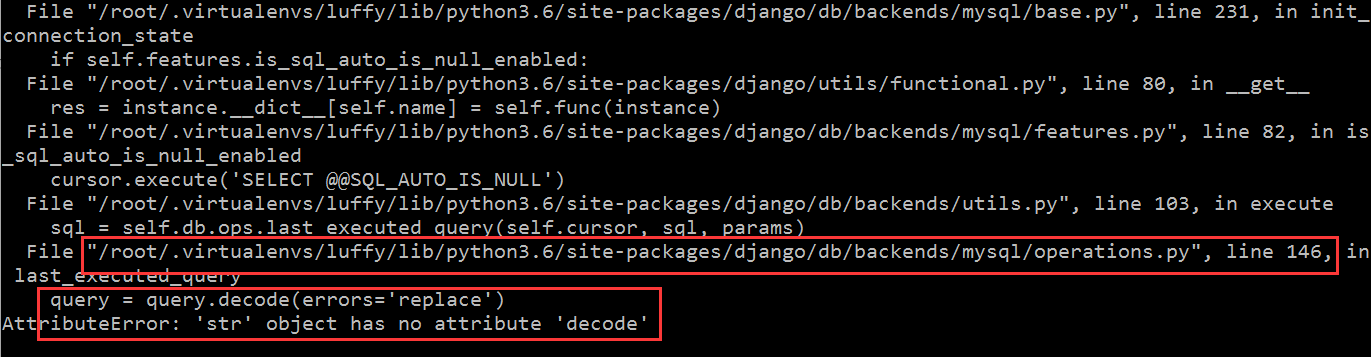 File "/root/.virtualenvs/luffy/lib/python3.6/site-packages/django/db/backends/mysql/base.py", line 231, in init_
connection_state
    if self.features.is_sql_auto_is_null_enabled:
  File "/root/.virtualenvs/luffy/lib/python3.6/site-packages/django/utils/functional.py", line 80, in __get__
    res = instance.__dict__[self.name] = self.func(instance)
  File "/root/.virtualenvs/luffy/lib/python3.6/site-packages/django/db/backends/mysql/features.py", line 82, in is
_sql_auto_is_null_enabled
    cursor.execute('SELECT @@SQL_AUTO_IS_NULL')
  File "/root/.virtualenvs/luffy/lib/python3.6/site-packages/django/db/backends/utils.py", line 103, in execute
    sql = self.db.ops.last_executed_query(self.cursor, sql, params)
  File "/root/.virtualenvs/luffy/lib/python3.6/site-packages/django/db/backends/mysql/operations.py", line 146, in
 last_executed_query
    query = query.decode(errors='replace')
AttributeError: 'str' object has no attribute 'decode'